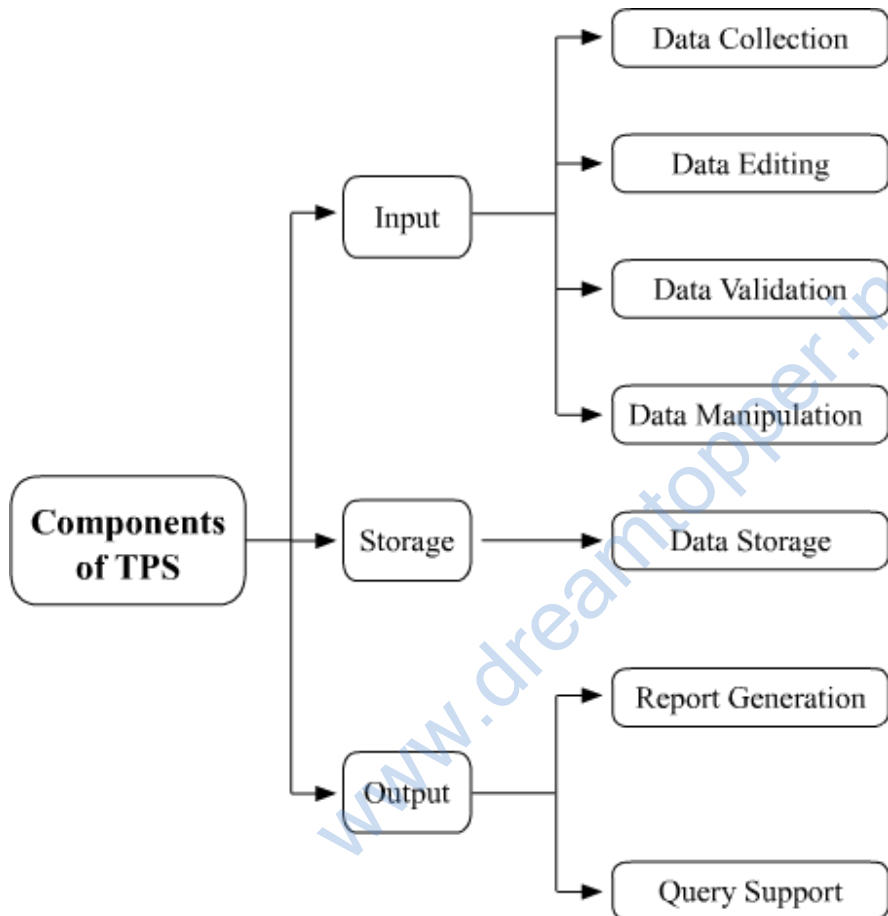 Data Collection
Data Editing
Input
Data Validation
Data Manipulation
Components
of TPS
Storage
Data Storage
Report Generation
Output
Query Support
www.dreamtopper.in